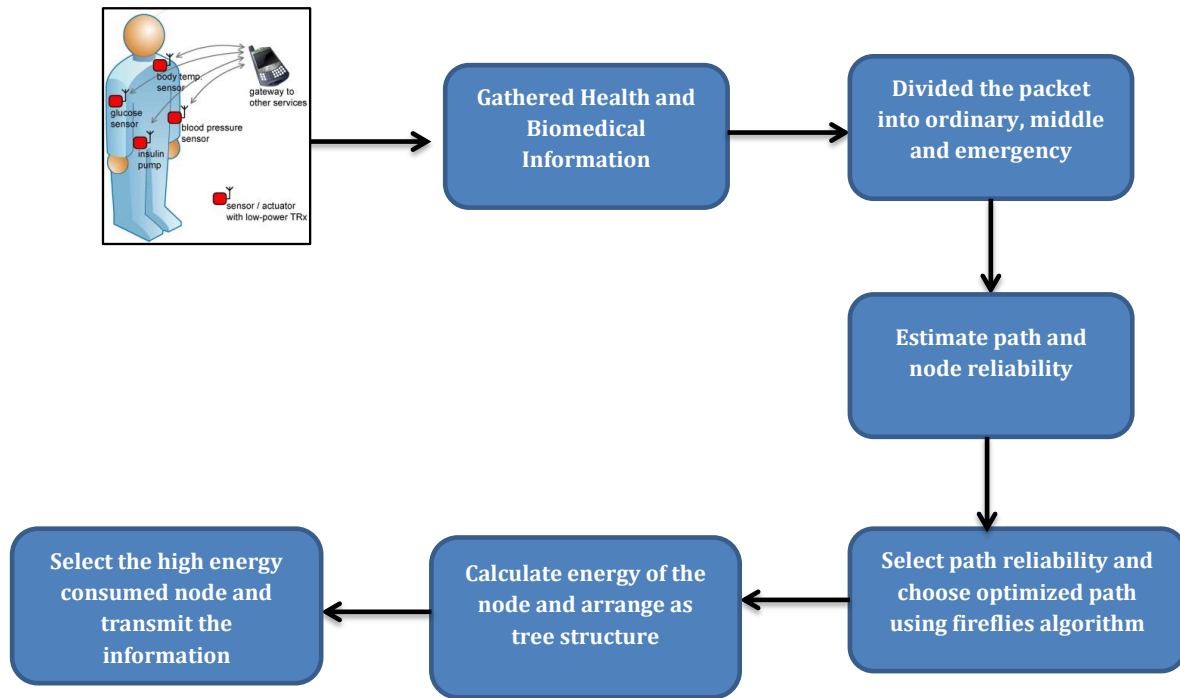 body temp.
sensor
gateway to
other services
glucose
sensor
blood pressure
sensor
insulin
pump
sensor / actuator
with low-power TRx
Gathered Health and
Biomedical
Information
Divided the packet
into ordinary, middle
and emergency
Estimate path and
node reliability
Select path reliability and
choose optimized path
using fireflies algorithm
Calculate energy of the
node and arrange as
tree structure
Select the high energy
consumed node and
transmit the
information